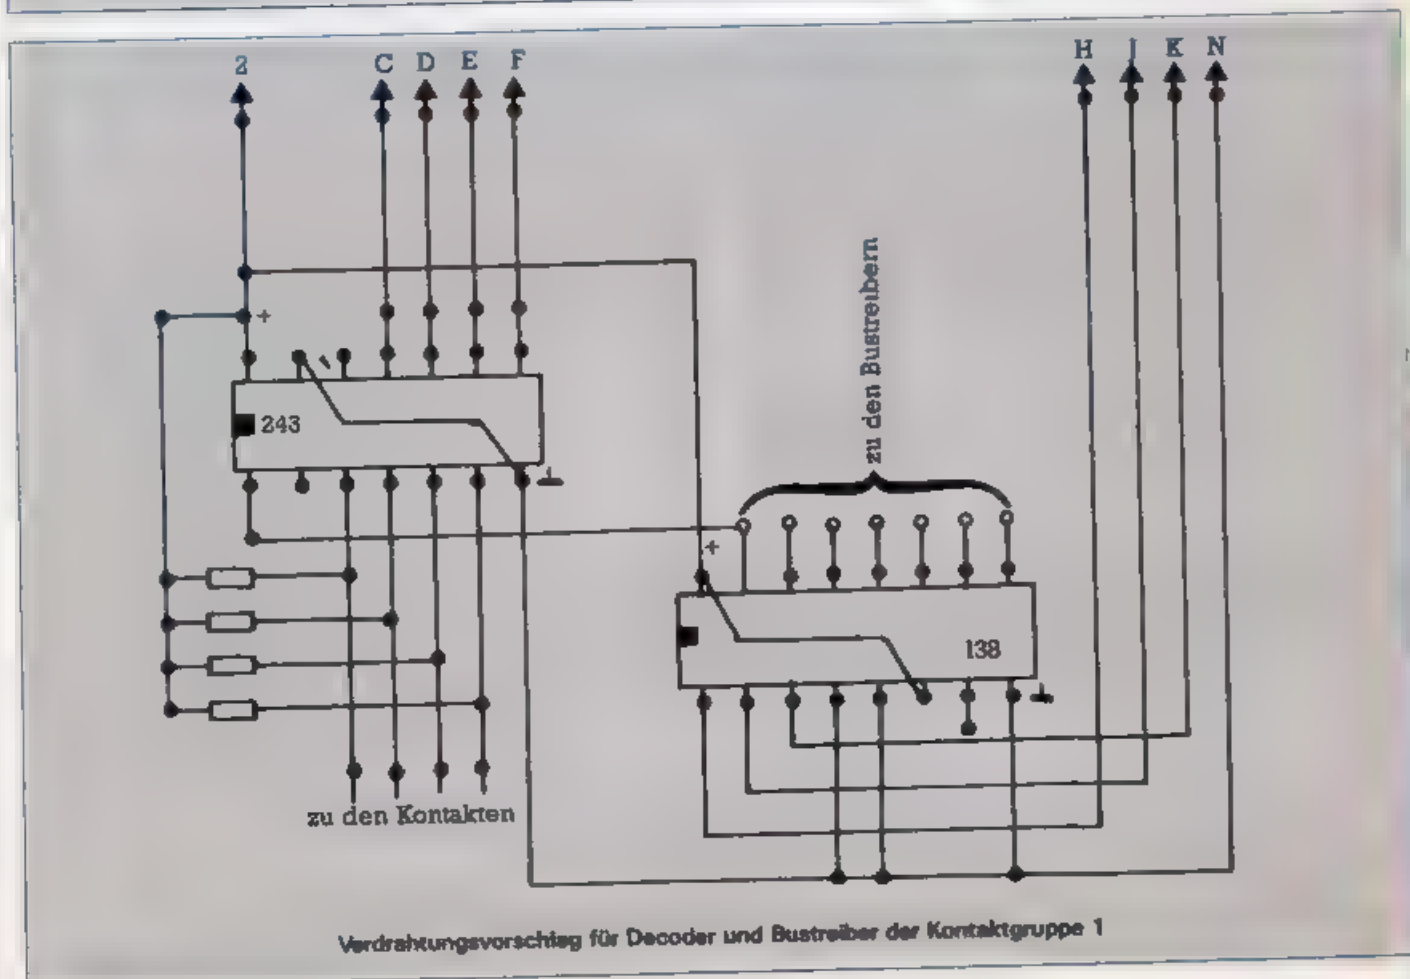 2 C D E F H J K N
+
243
zu den Bustreibern
+
138
zu den Kontakten
Verdrahtungsvorschlag für Decoder und Bustreiber der Kontaktgruppe 1